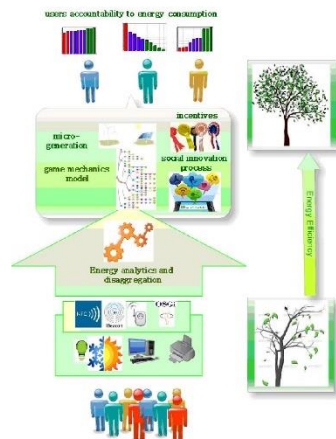 users accountability to energy consumption
incentives
micro-
generation
social innovation
process
game mechanics
model
Energy Efficiency
Energy analytics and
disaggregation